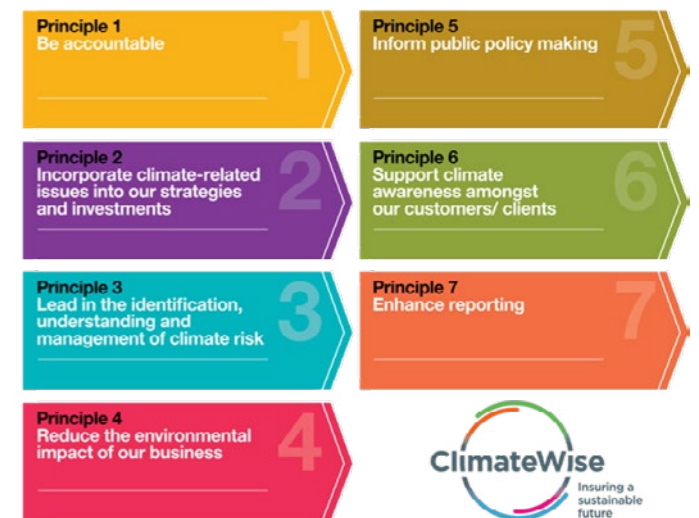 Principle 1
Be accountable
1
Principle 2
Incorporate climate-related
issues into our strategies
and investments
2
Principle 3
Lead in the identification,
understanding and
management of climate risk
3
Principle 4
Reduce the environmental
impact of our business
4
Principle 5
Inform public policy making
5
Principle 6
Support climate
awareness amongst
our customers/ clients
6
Principle 7
Enhance reporting
7
ClimateWise
Insuring a
sustainable
future